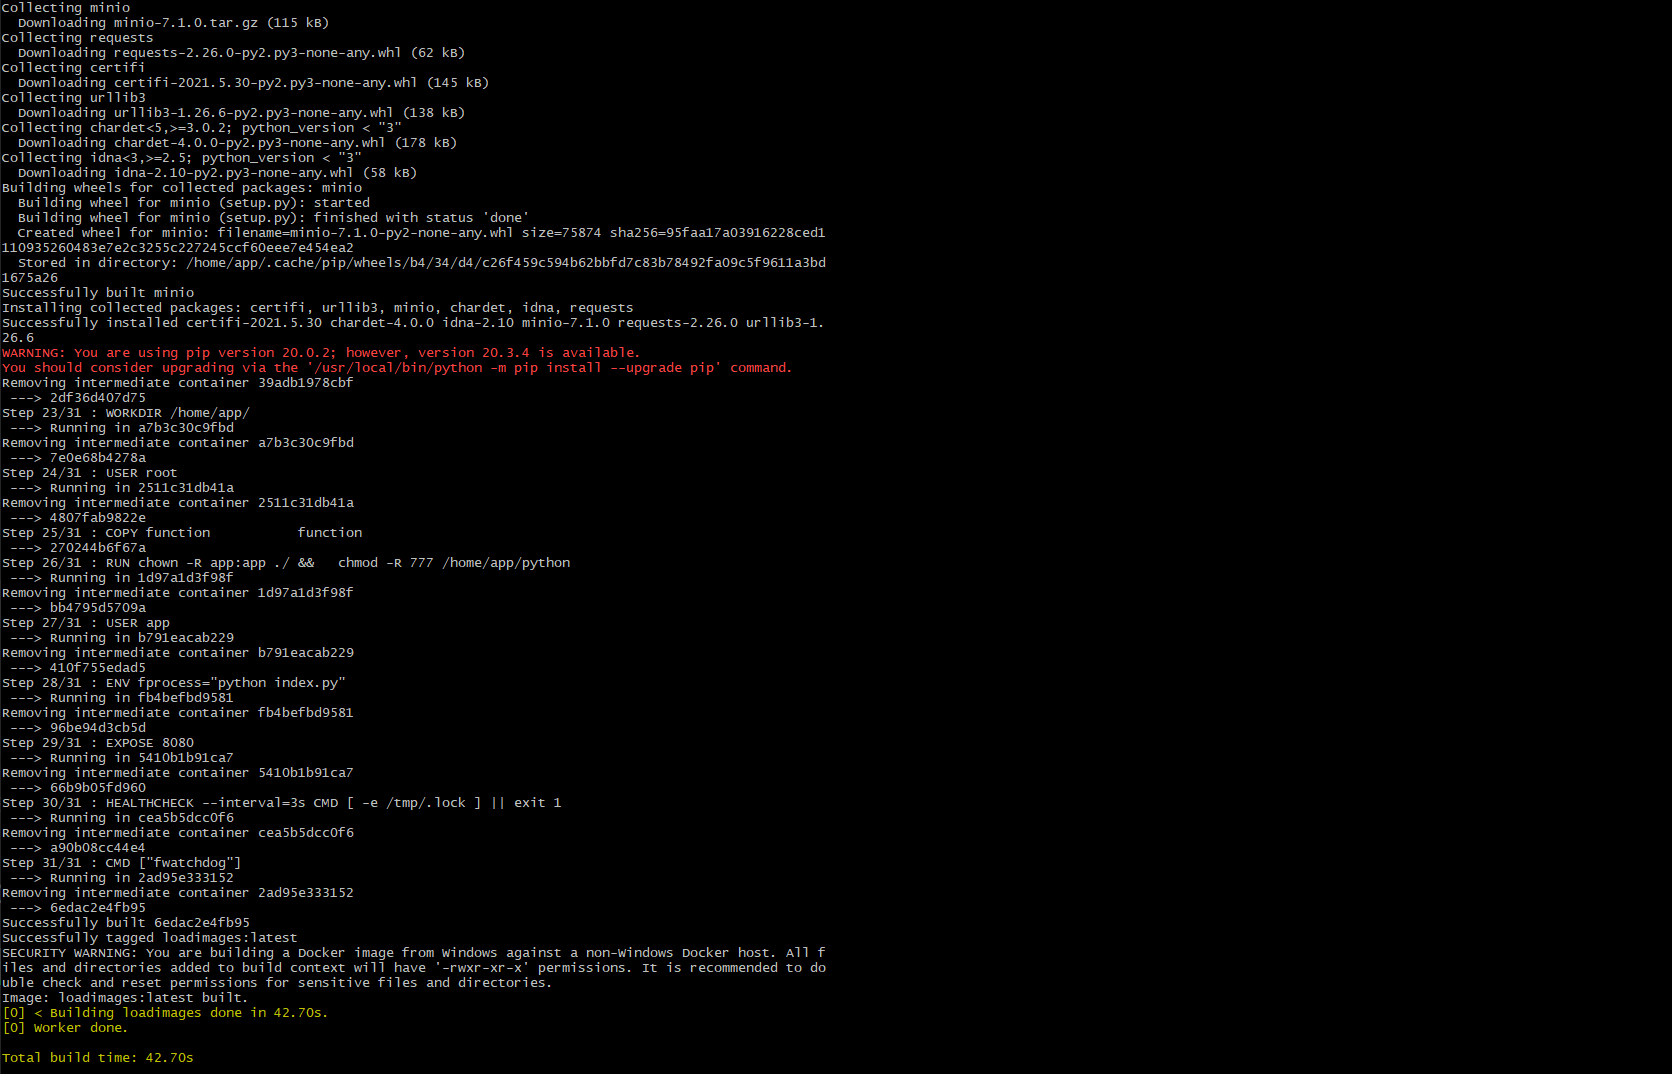 Collecting minio
  Downloading minio-7.1.0.tar.gz (115 kB)
Collecting requests
  Downloading requests-2.26.0-py2.py3-none-any.whl (62 kB)
Collecting certifi
  Downloading certifi-2021.5.30-py2.py3-none-any.whl (145 kB)
Collecting urllib3
  Downloading urllib3-1.26.6-py2.py3-none-any.whl (138 kB)
Collecting chardet<5,>=3.0.2; python_version < "3"
  Downloading chardet-4.0.0-py2.py3-none-any.whl (178 kB)
Collecting idna<3,>=2.5; python_version < "3"
  Downloading idna-2.10-py2.py3-none-any.whl (58 kB)
Building wheels for collected packages: minio
  Building wheel for minio (setup.py): started
  Building wheel for minio (setup.py): finished with status 'done'
  Created wheel for minio: filename=minio-7.1.0-py2-none-any.whl size=75874 sha256=95faa17a03916228ced1
110935260483e7e2c3255c227245ccf60eee7e454ea2
  Stored in directory: /home/app/.cache/pip/wheels/b4/34/d4/c26f459c594b62bbfd7c83b78492fa09c5f9611a3bd
1675a26
Successfully built minio
Installing collected packages: certifi, urllib3, minio, chardet, idna, requests
Successfully installed certifi-2021.5.30 chardet-4.0.0 idna-2.10 minio-7.1.0 requests-2.26.0 urllib3-1.
26.6
WARNING: You are using pip version 20.0.2; however, version 20.3.4 is available.
You should consider upgrading via the '/usr/local/bin/python -m pip install --upgrade pip' command.
Removing intermediate container 39adb1978cbf
 ---> 2df36d407d75
Step 23/31 : WORKDIR /home/app/
 ---> Running in a7b3c30c9fbd
Removing intermediate container a7b3c30c9fbd
 ---> 7e0e68b4278a
Step 24/31 : USER root
 ---> Running in 2511c31db41a
Removing intermediate container 2511c31db41a
 ---> 4807fab9822e
Step 25/31 : COPY function           function
 ---> 270244b6f67a
Step 26/31 : RUN chown -R app:app ./ &&   chmod -R 777 /home/app/python
 ---> Running in 1d97a1d3f98f
Removing intermediate container 1d97a1d3f98f
 ---> bb4795d5709a
Step 27/31 : USER app
 ---> Running in b791eacab229
Removing intermediate container b791eacab229
 ---> 410f755edad5
Step 28/31 : ENV fprocess="python index.py"
 ---> Running in fb4befbd9581
Removing intermediate container fb4befbd9581
 ---> 96be94d3cb5d
Step 29/31 : EXPOSE 8080
 ---> Running in 5410b1b91ca7
Removing intermediate container 5410b1b91ca7
 ---> 66b9b05fd960
Step 30/31 : HEALTHCHECK --interval=3s CMD [ -e /tmp/.lock ] || exit 1
 ---> Running in cea5b5dcc0f6
Removing intermediate container cea5b5dcc0f6
 ---> a90b08cc44e4
Step 31/31 : CMD ["fwatchdog"]
 ---> Running in 2ad95e333152
Removing intermediate container 2ad95e333152
 ---> 6edac2e4fb95
Successfully built 6edac2e4fb95
Successfully tagged loadimages:latest
SECURITY WARNING: You are building a Docker image from Windows against a non-Windows Docker host. All f
iles and directories added to build context will have '-rwxr-xr-x' permissions. It is recommended to do
uble check and reset permissions for sensitive files and directories.
Image: loadimages:latest built.
[0] < Building loadimages done in 42.70s.
[0] Worker done.

Total build time: 42.70s